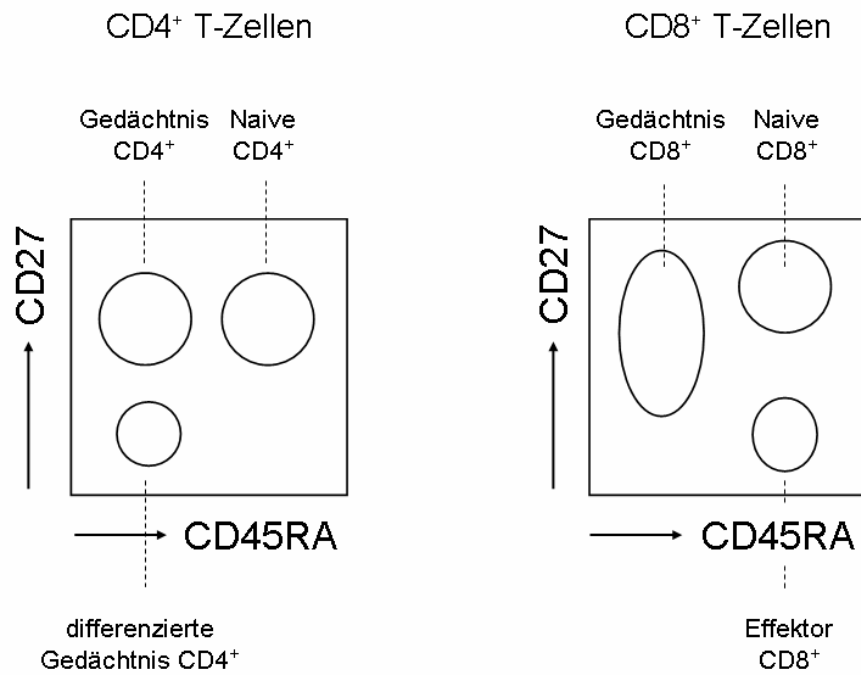 CD4⁺ T-Zellen
Gedächtnis CD4⁺
Naive CD4⁺
CD27
CD45RA
differenzierte
Gedächtnis CD4⁺
CD8⁺ T-Zellen
Gedächtnis
CD8⁺
Naive
CD8⁺
CD27
CD45RA
Effektor
CD8⁺